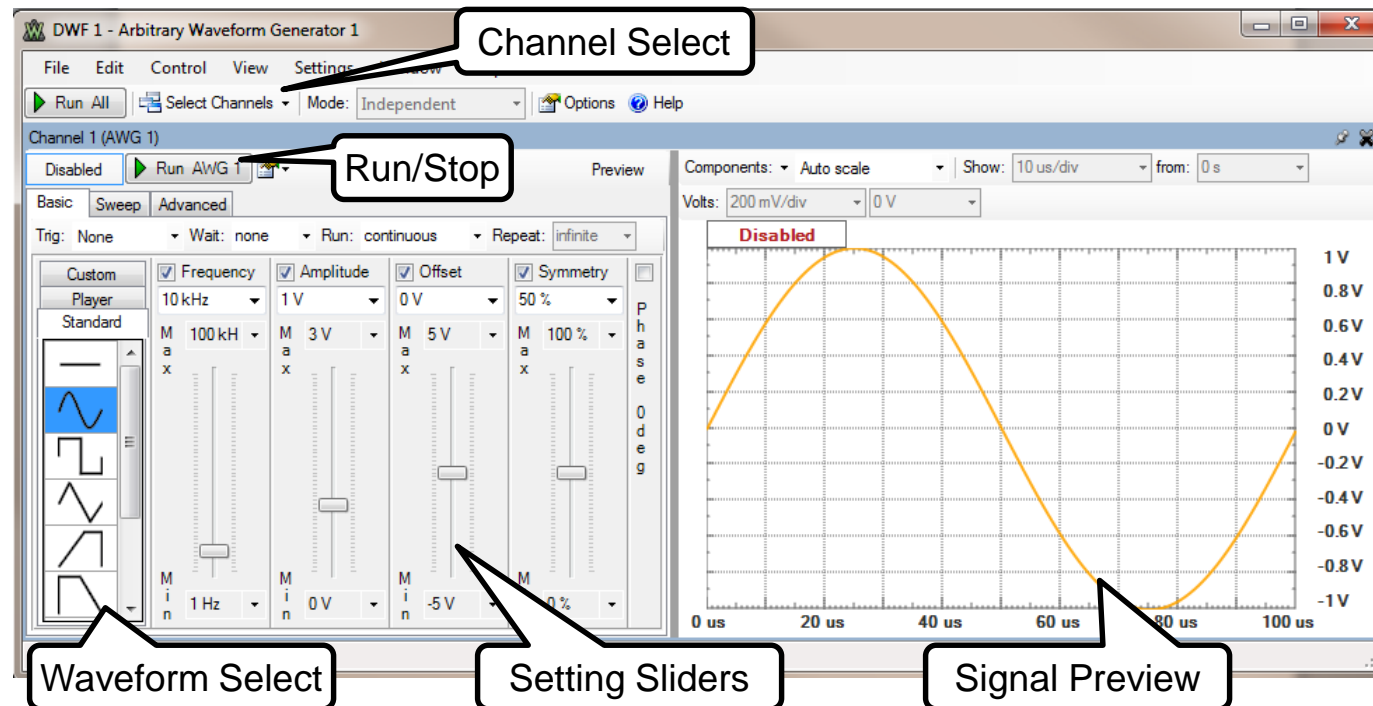 DWF 1 - Arbitrary Waveform Generator 1
Channel Select
File Edit Control View Settings
Run All Select Channels Mode: Independent Options Help
Channel 1 (AWG 1)
Disabled Run AWG 1 Run/Stop Preview
Components: Auto scale Show: 10 us/div from: 0 s
Basic Sweep Advanced
Volts: 200 mV/div 0 V
Trig: None Wait: none Run: continuous Repeat: infinite
Disabled
Custom
Player
Standard
Frequency Amplitude Offset Symmetry
10 kHz 1 V 0 V 50 %
Max 100 kH Max 3 V Max 5 V Max 100 %
Phase 0deg
Min 1 Hz Min 0 V Min -5 V M 0 %
1 V
0.8 V
0.6 V
0.4 V
0.2 V
0 V
-0.2 V
-0.4 V
-0.6 V
-0.8 V
-1 V
0 us 20 us 40 us 60 us 80 us 100 us
Waveform Select Setting Sliders Signal Preview